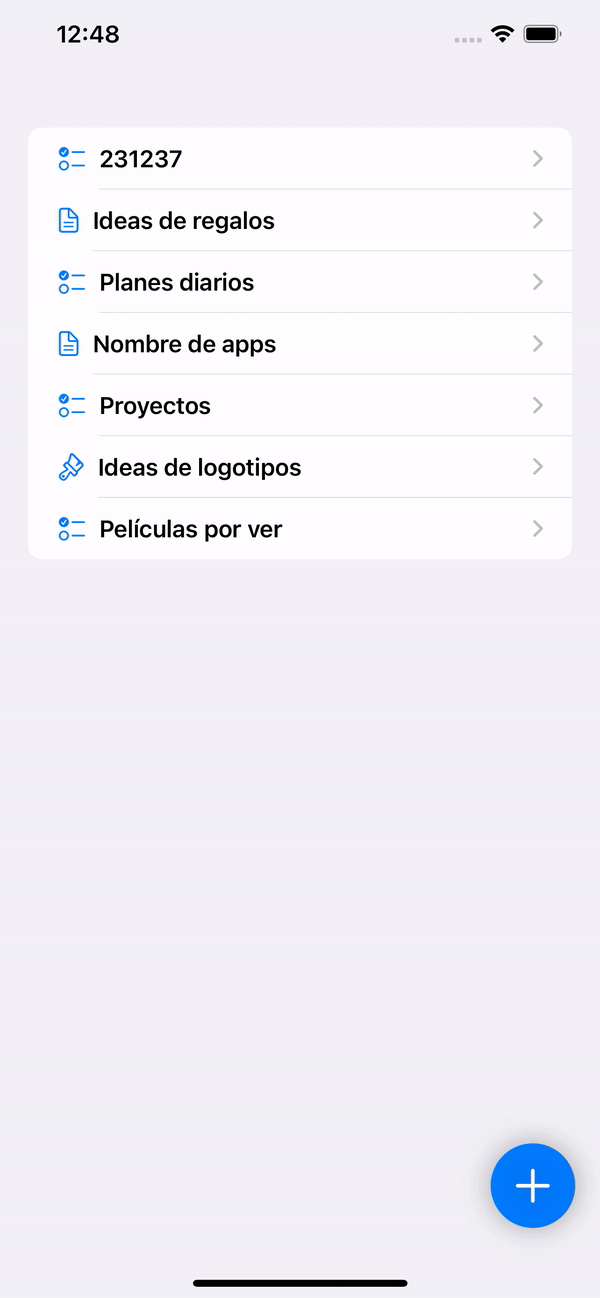 12:48
231237
Ideas de regalos
Planes diarios
Nombre de apps
Proyectos
Ideas de logotipos
Películas por ver